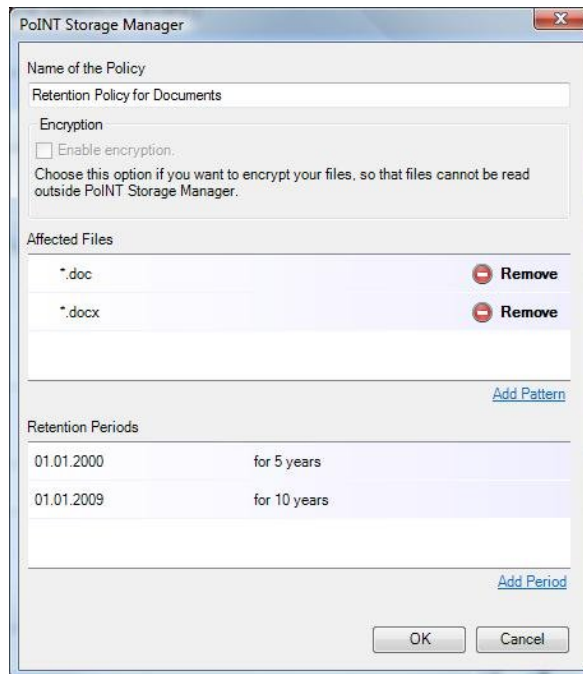 PoINT Storage Manager
Name of the Policy
Retention Policy for Documents
Encryption
Enable encryption.
Choose this option if you want to encrypt your files, so that files cannot be read
outside PoINT Storage Manager.
Affected Files
*.doc Remove
*.docx Remove
Add Pattern
Retention Periods
01.01.2000 for 5 years
01.01.2009 for 10 years
Add Period
OK Cancel